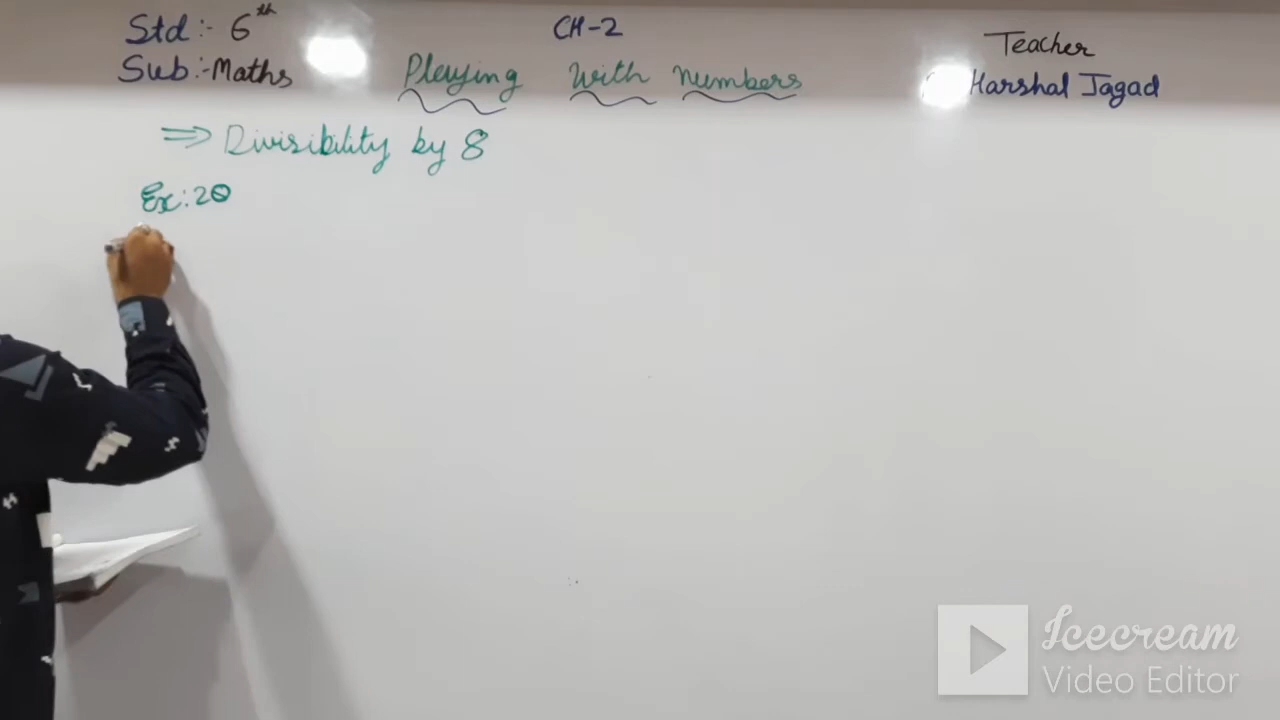 Std :- 6th
CH-2
Teacher
Sub :- Maths
Playing With numbers
Harshal Jagad
⇒ Divisibility by 8
Ex: 20
Icecream
Video Editor